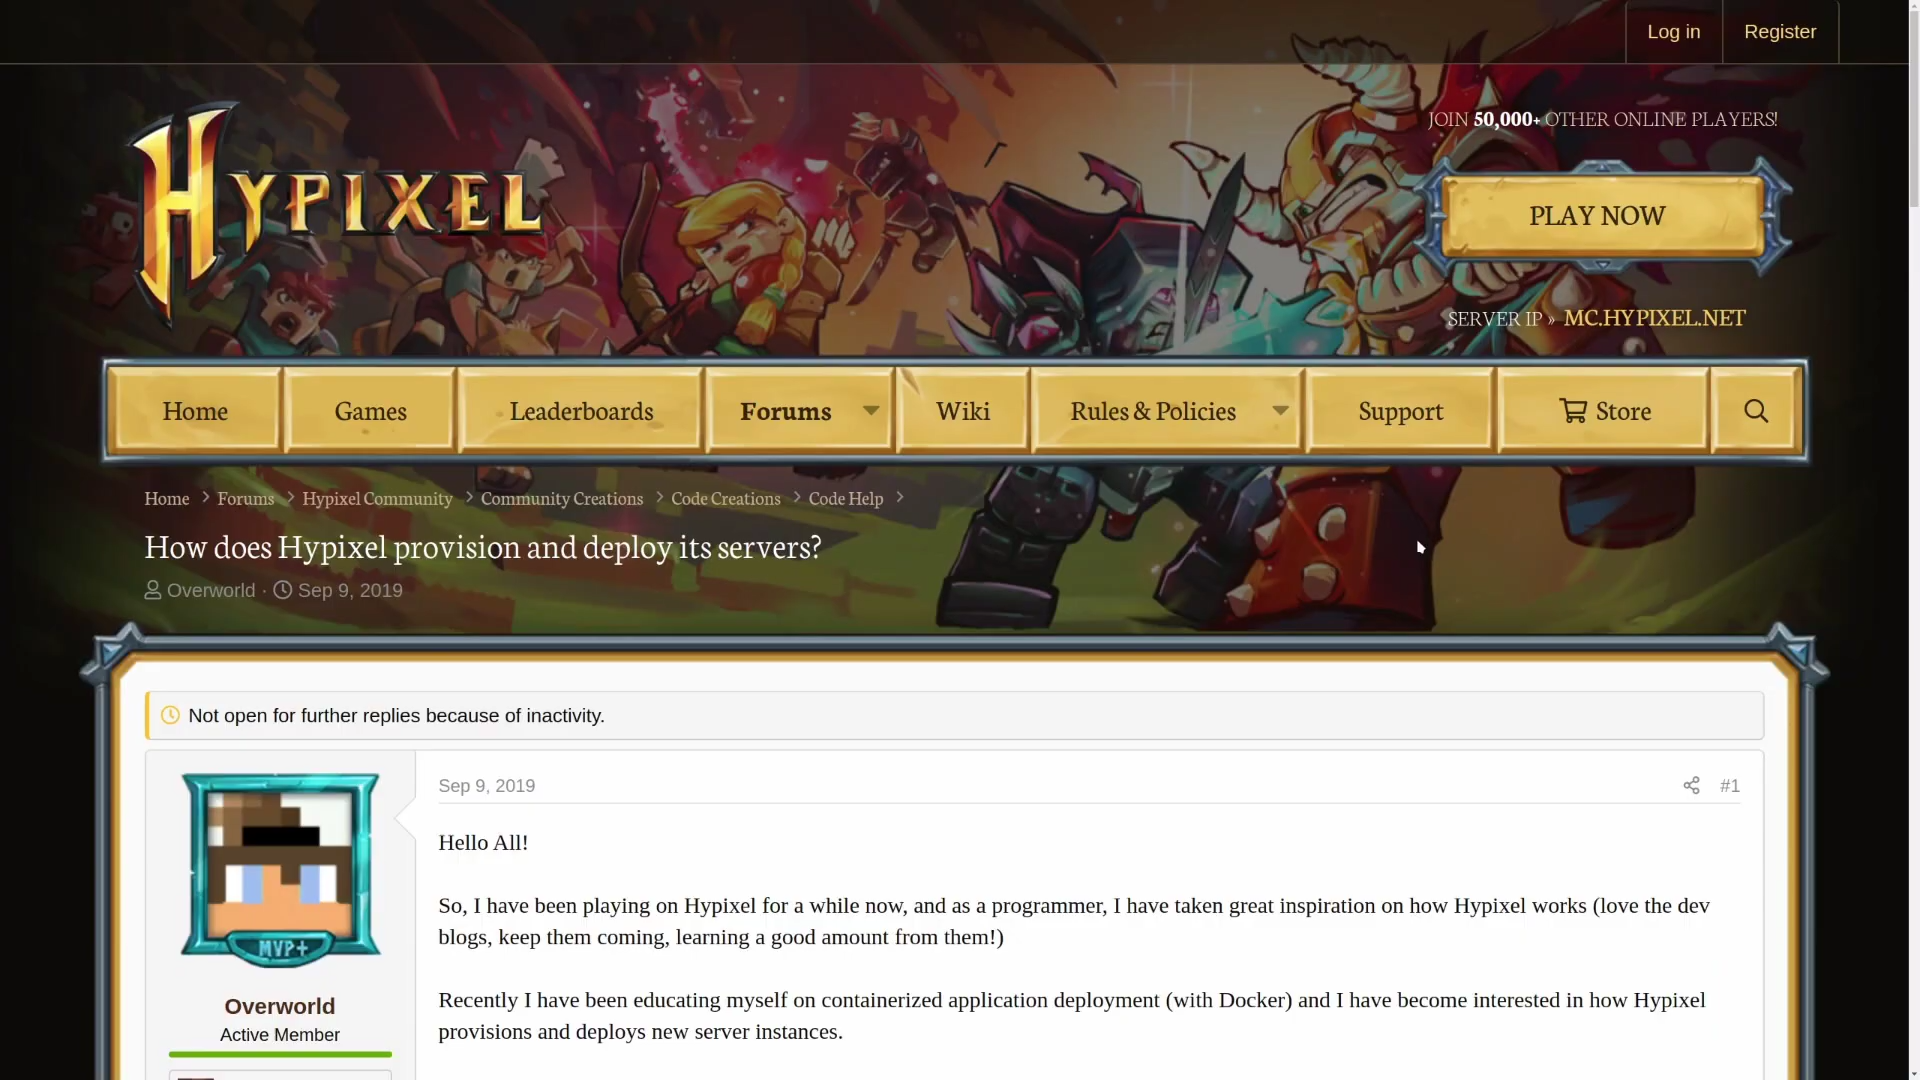 Log in
Register
HYPIXEL
JOIN 50,000+ OTHER ONLINE PLAYERS!
PLAY NOW
SERVER IP » MC.HYPIXEL.NET
Home
Games
Leaderboards
Forums
Wiki
Rules & Policies
Support
Store
Home > Forums > Hypixel Community > Community Creations > Code Creations > Code Help >
How does Hypixel provision and deploy its servers?
Overworld · Sep 9, 2019
Not open for further replies because of inactivity.
MVP+
Overworld
Active Member
Sep 9, 2019
#1
Hello All!
So, I have been playing on Hypixel for a while now, and as a programmer, I have taken great inspiration on how Hypixel works (love the dev
blogs, keep them coming, learning a good amount from them!)
Recently I have been educating myself on containerized application deployment (with Docker) and I have become interested in how Hypixel
provisions and deploys new server instances.